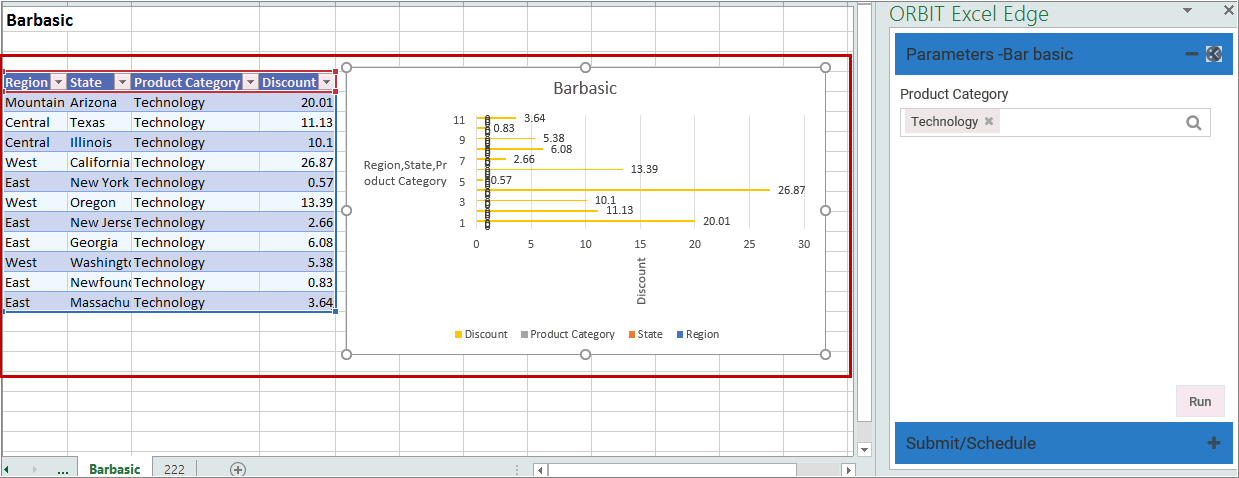 Barbasic
Region State Product Category Discount
Mountain Arizona Technology 20.01
Central Texas Technology 11.13
Central Illinois Technology 10.1
West California Technology 26.87
East New York Technology 0.57
West Oregon Technology 13.39
East New Jerse Technology 2.66
East Georgia Technology 6.08
West Washingto Technology 5.38
East Newfound Technology 0.83
East Massachu Technology 3.64
Barbasic
11 3.64
0.83
9 5.38
6.08
Region,State,Pr
oduct Category
7 2.66
13.39
5 0.57
26.87
3 10.1
11.13
1 20.01
0 5 10 15 20 25 30
Discount
Discount Product Category State Region
... Barbasic 222
ORBIT Excel Edge
Parameters -Bar basic
Product Category
Technology
Run
Submit/Schedule